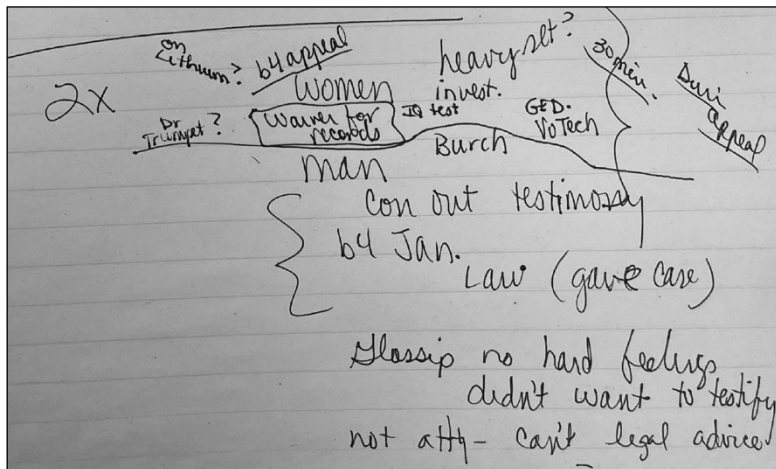 on
Lithium?
b4 appeal
heavyset?
30 min.
2x
women
invest.
Duri
appeal
Dr
Trumpet?
waiver for
records
IQ test
GED.
VoTech
man
Burch
con out testimony
b4 Jan.
Law (gave case)
Glossip no hard feelings
didn't want to testify
not atty - can't legal advice